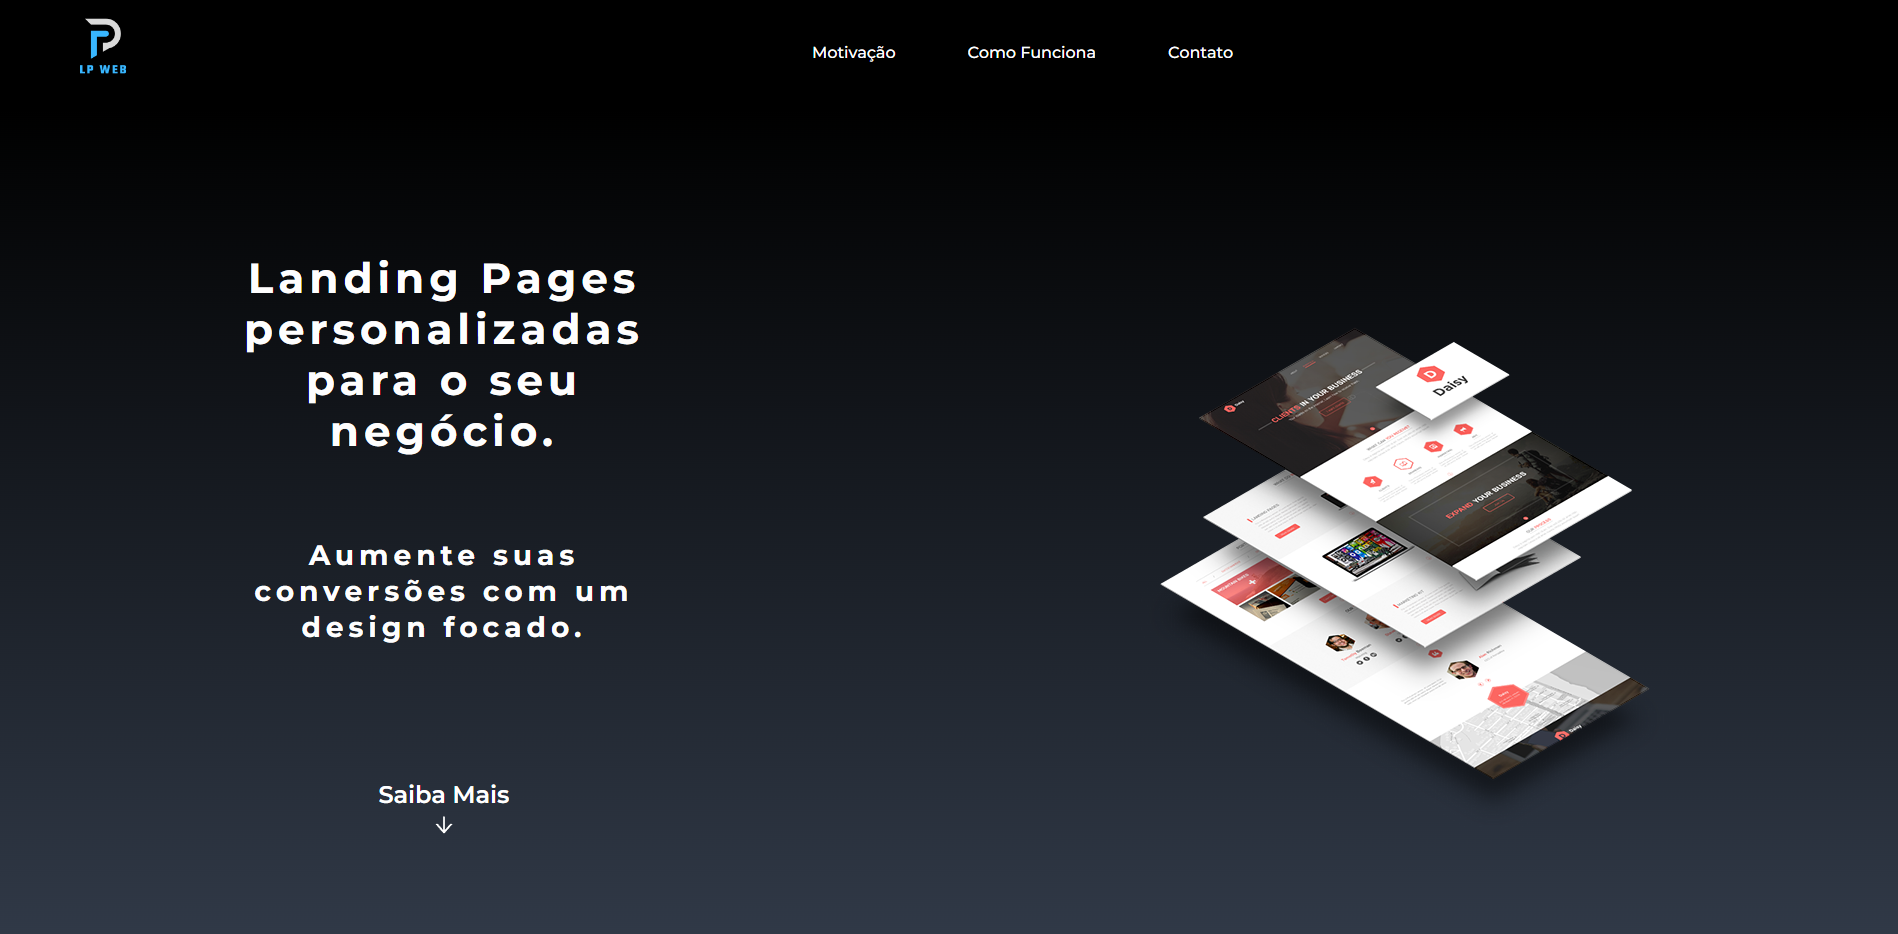 LP WEB
Motivação
Como Funciona
Contato
Landing Pages
personalizadas
para o seu
negócio.
Aumente suas
conversões com um
design focado.
Saiba Mais
D
Daisy
CLIENTS IN YOUR BUSINESS
EXPAND YOUR BUSINESS